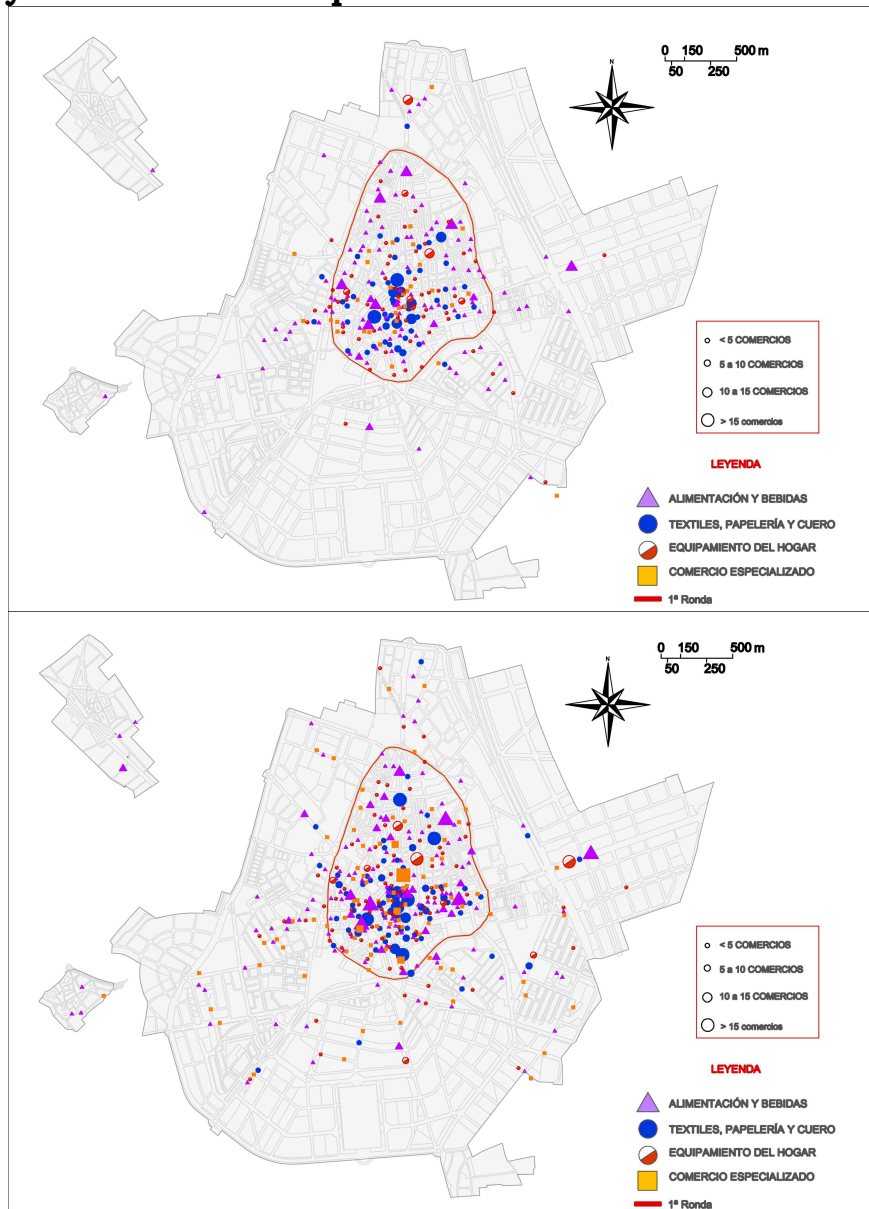 N
0 150 500 m
50 250
< 5 COMERCIOS
5 a 10 COMERCIOS
10 a 15 COMERCIOS
> 15 comercios
LEYENDA
ALIMENTACIÓN Y BEBIDAS
TEXTILES, PAPELERÍA Y CUERO
EQUIPAMIENTO DEL HOGAR
COMERCIO ESPECIALIZADO
1ª Ronda
N
0 150 500 m
50 250
< 5 COMERCIOS
5 a 10 COMERCIOS
10 a 15 COMERCIOS
> 15 comercios
LEYENDA
ALIMENTACIÓN Y BEBIDAS
TEXTILES, PAPELERÍA Y CUERO
EQUIPAMIENTO DEL HOGAR
COMERCIO ESPECIALIZADO
1ª Ronda